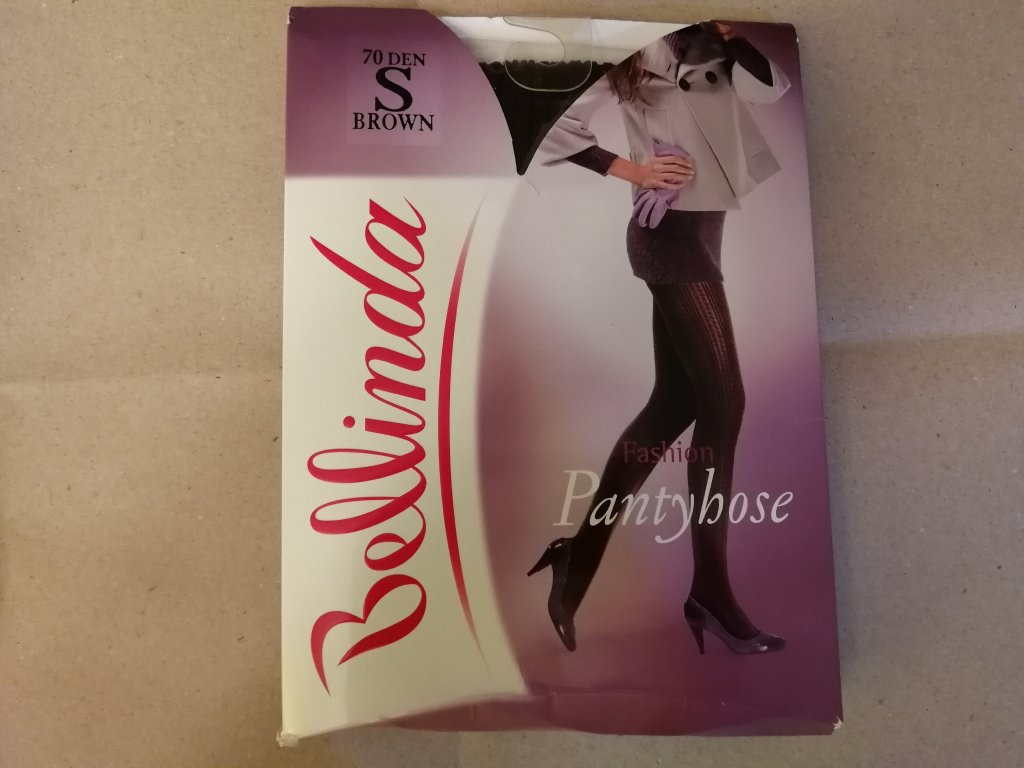 70 DEN
S
BROWN
Bellinda
Fashion
Pantyhose